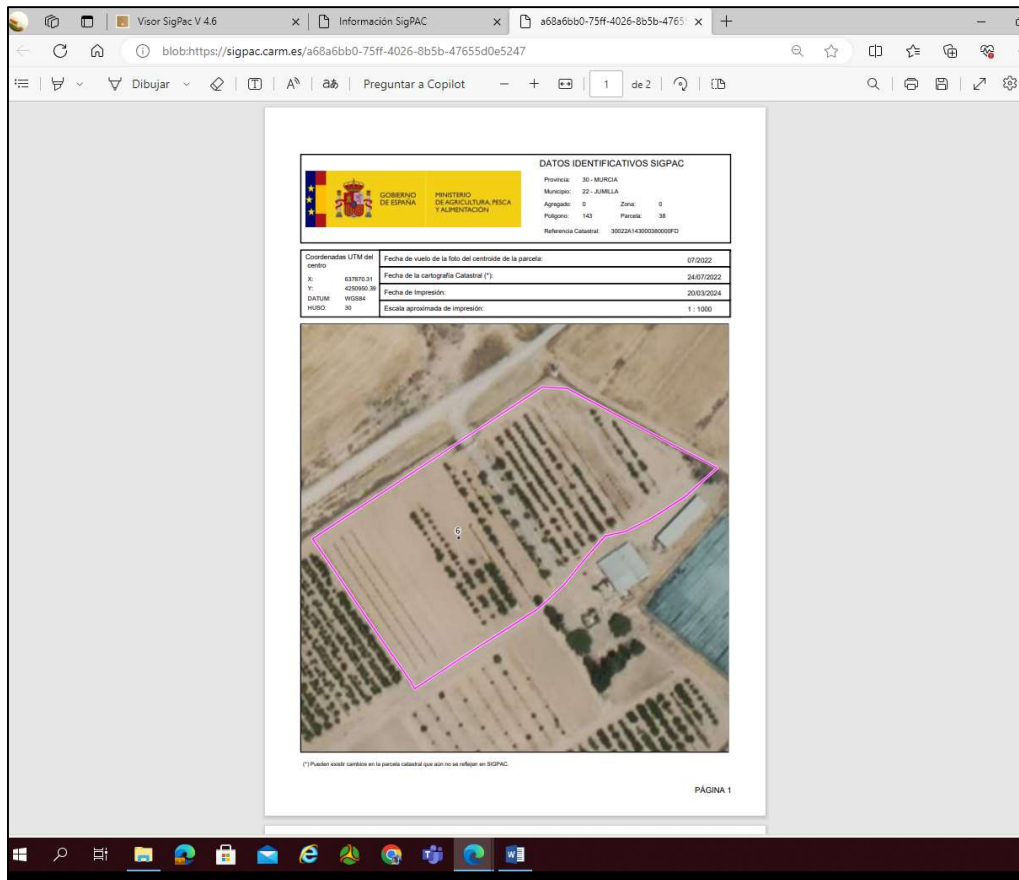 Visor SigPac V 4.6
Información SigPAC
a68a6bb0-75ff-4026-8b5b-4765
blob:https://sigpac.carm.es/a68a6bb0-75ff-4026-8b5b-47655d0e5247
Dibujar
Preguntar a Copilot
1 de 2
GOBIERNO DE ESPAÑA
MINISTERIO DE AGRICULTURA, PESCA Y ALIMENTACIÓN
DATOS IDENTIFICATIVOS SIGPAC
Provincia: 30 - MURCIA
Municipio: 22 - JUMILLA
Agregado: 0 Zona: 0
Polígono: 143 Parcela: 38
Referencia Catastral: 30022A143000380000FD
Coordenadas UTM del centro
X: 637870.31
Y: 4250950.39
DATUM: WGS84
HUSO: 30
Fecha de vuelo de la foto del centroide de la parcela: 07/2022
Fecha de la cartografía Catastral (*): 24/07/2022
Fecha de Impresión: 20/03/2024
Escala aproximada de impresión: 1 : 1000
6
(*) Pueden existir cambios en la parcela catastral que aún no se reflejan en SIGPAC.
PÁGINA 1